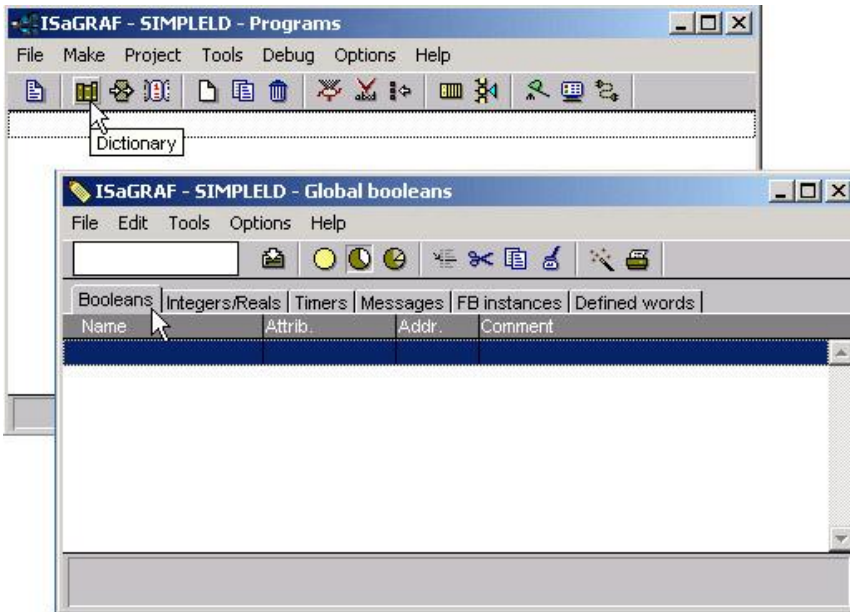 ISaGRAF - SIMPLELD - Programs
File Make Project Tools Debug Options Help
Dictionary
ISaGRAF - SIMPLELD - Global booleans
File Edit Tools Options Help
Booleans Integers/Reals Timers Messages FB instances Defined words
Name Attrib. Addr. Comment